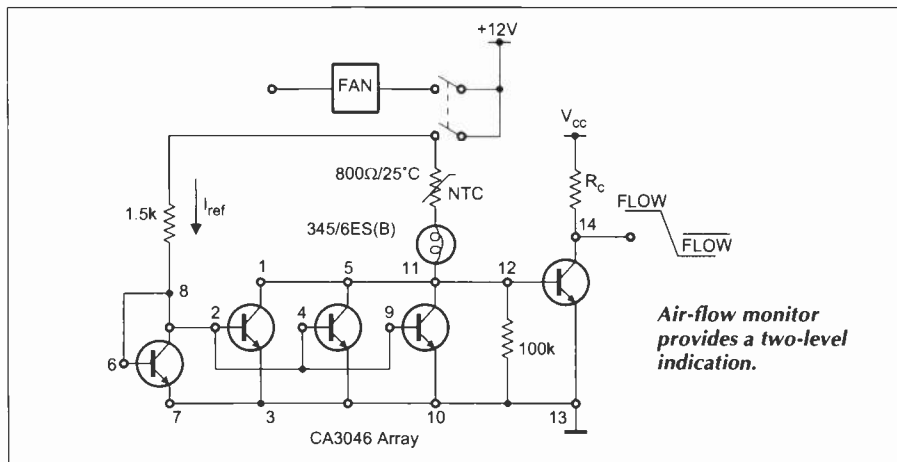 +12V
FAN
Vcc
800Ω/25°C
NTC
Rc
FLOW
1.5k
Iref
345/6ES(B)
14
FLOW
1
5
11
12
8
2
4
9
6
100k
Air-flow monitor
provides a two-level
indication.
7
3
10
13
CA3046 Array